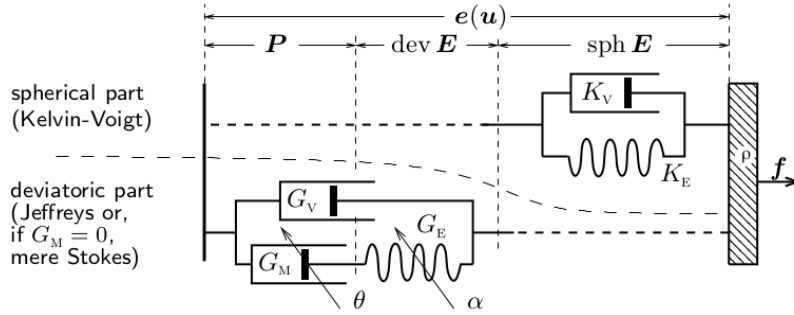 e(u)
P dev E sph E
spherical part
(Kelvin-Voigt)
K_V
K_E
ρ
f
deviatoric part
(Jeffreys or,
if G_M = 0,
mere Stokes)
G_V
G_E
G_M
θ α